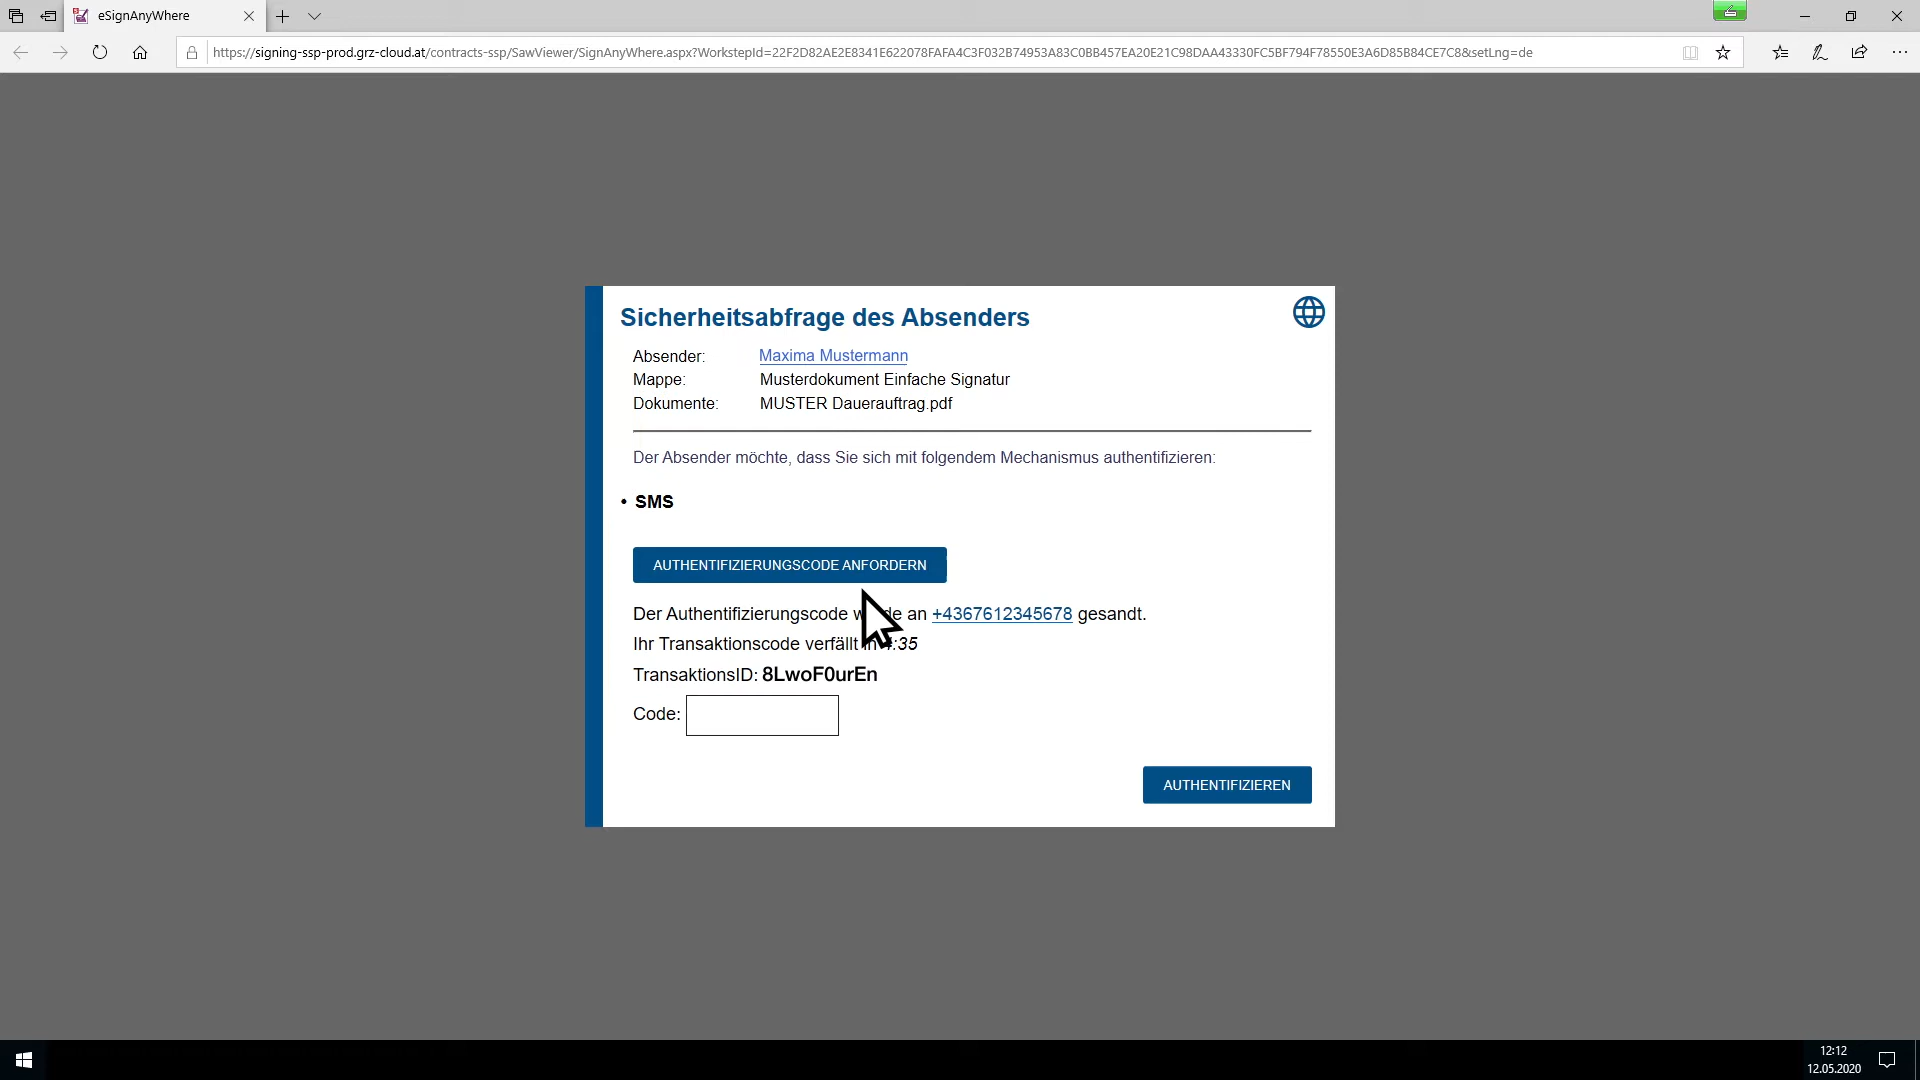 eSignAnyWhere
https://signing-ssp-prod.grz-cloud.at/contracts-ssp/SawViewer/SignAnyWhere.aspx?WorkstepId=22F2D82AE2E8341E622078FAFA4C3F032B74953A83C0BB457EA20E21C98DAA43330FC5BF794F78550E3A6D85B84CE7C8&setLng=de
Sicherheitsabfrage des Absenders
Absender: Maxima Mustermann
Mappe: Musterdokument Einfache Signatur
Dokumente: MUSTER Dauerauftrag.pdf
Der Absender möchte, dass Sie sich mit folgendem Mechanismus authentifizieren:
• SMS
AUTHENTIFIZIERUNGSCODE ANFORDERN
Der Authentifizierungscode an +4367612345678 gesandt.
Ihr Transaktionscode verfällt in :35
TransaktionsID: 8LwoF0urEn
Code:
AUTHENTIFIZIEREN
12:12
12.05.2020